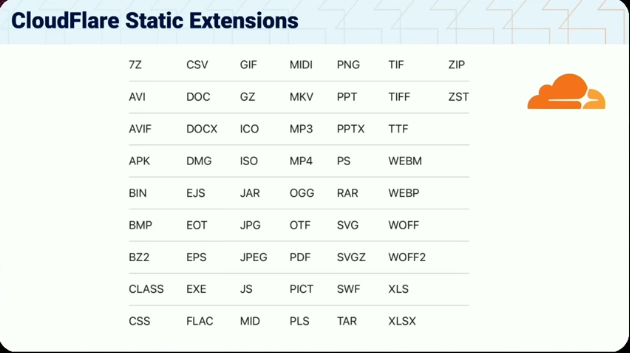 CloudFlare Static Extensions
7Z CSV GIF MIDI PNG TIF ZIP
AVI DOC GZ MKV PPT TIFF ZST
AVIF DOCX ICO MP3 PPTX TTF
APK DMG ISO MP4 PS WEBM
BIN EJS JAR OGG RAR WEBP
BMP EOT JPG OTF SVG WOFF
BZ2 EPS JPEG PDF SVGZ WOFF2
CLASS EXE JS PICT SWF XLS
CSS FLAC MID PLS TAR XLSX